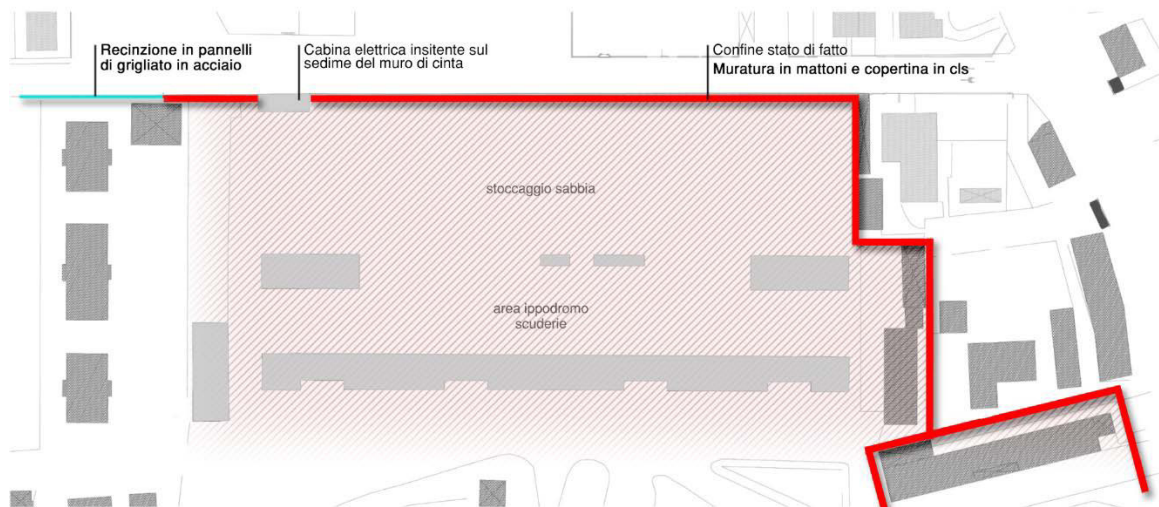 Recinzione in pannelli
di grigliato in acciaio
Cabina elettrica insitente sul
sedime del muro di cinta
Confine stato di fatto
Muratura in mattoni e copertina in cls
stoccaggio sabbia
area ippodromo
scuderie